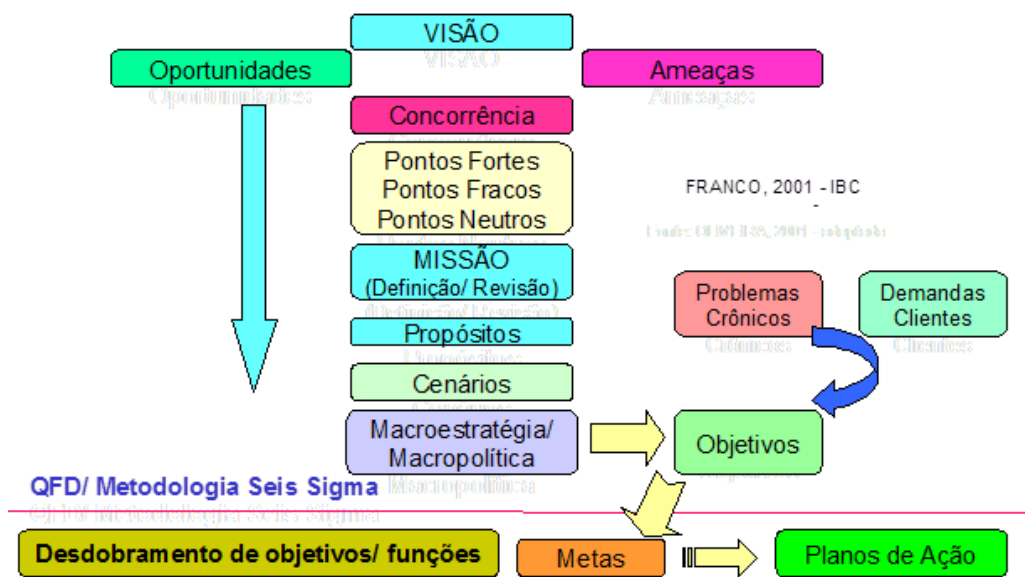 VISÃO
Oportunidades
Ameaças
Concorrência
Pontos Fortes
Pontos Fracos
Pontos Neutros
FRANCO, 2001 - IBC
-
MISSÃO
(Definição/ Revisão)
Problemas
Crônicos
Demandas
Clientes
Propósitos
Cenários
Macroestratégia/
Macropolítica
Objetivos
QFD/ Metodologia Seis Sigma
Desdobramento de objetivos/ funções
Metas
Planos de Ação